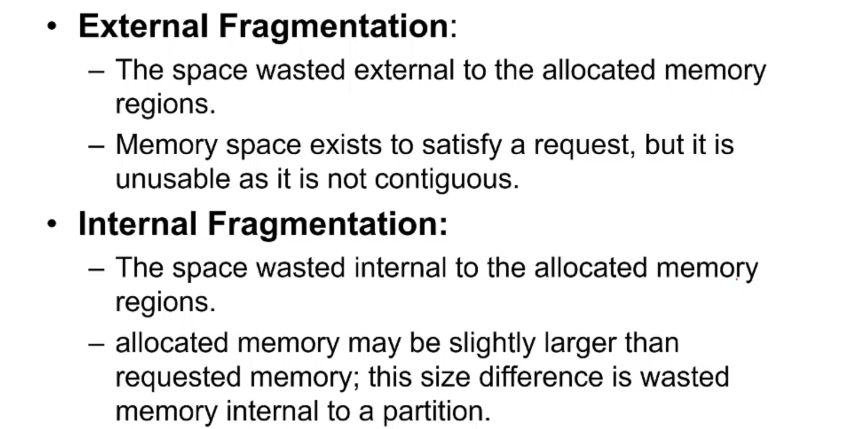 • External Fragmentation:
– The space wasted external to the allocated memory
regions.
– Memory space exists to satisfy a request, but it is
unusable as it is not contiguous.
• Internal Fragmentation:
– The space wasted internal to the allocated memory
regions.
– allocated memory may be slightly larger than
requested memory; this size difference is wasted
memory internal to a partition.